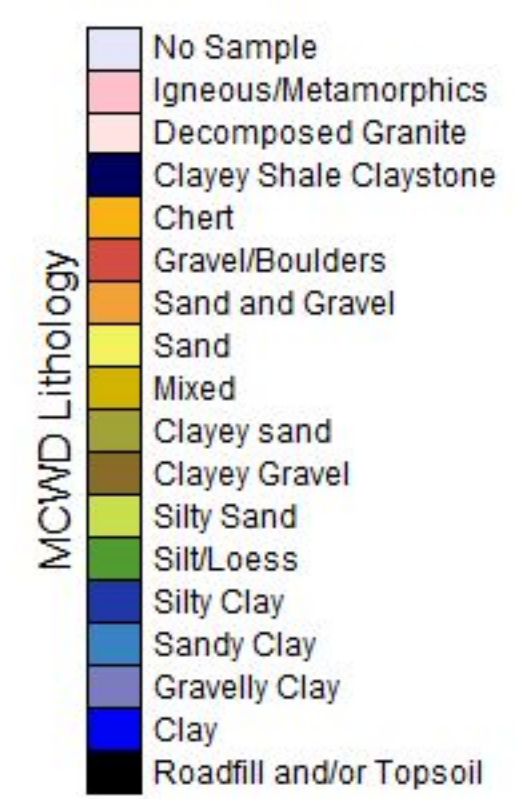 MCWD Lithology
No Sample
Igneous/Metamorphics
Decomposed Granite
Clayey Shale Claystone
Chert
Gravel/Boulders
Sand and Gravel
Sand
Mixed
Clayey sand
Clayey Gravel
Silty Sand
Silt/Loess
Silty Clay
Sandy Clay
Gravelly Clay
Clay
Roadfill and/or Topsoil